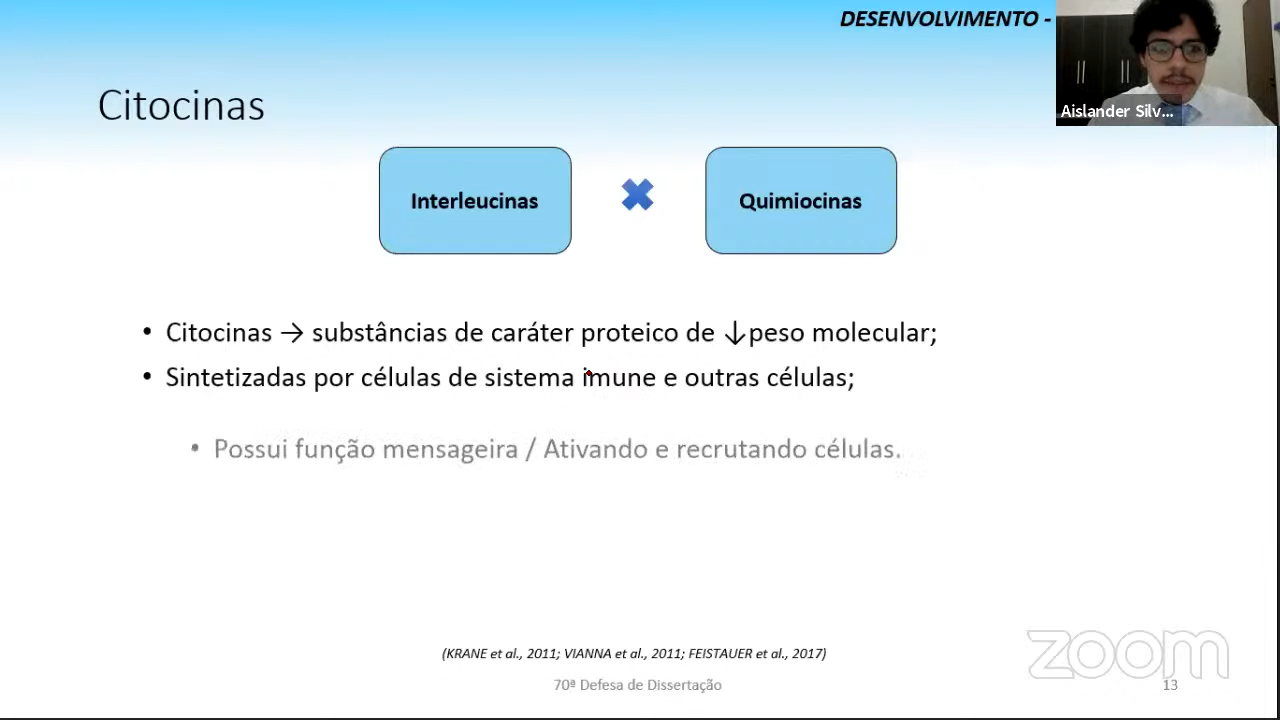 DESENVOLVIMENTO -
Aislander Silv...
Citocinas
Interleucinas
Quimiocinas
• Citocinas → substâncias de caráter proteico de ↓peso molecular;
• Sintetizadas por células de sistema imune e outras células;
• Possui função mensageira / Ativando e recrutando células.
(KRANE et al., 2011; VIANNA et al., 2011; FEISTAUER et al., 2017)
70ª Defesa de Dissertação
13
zoom